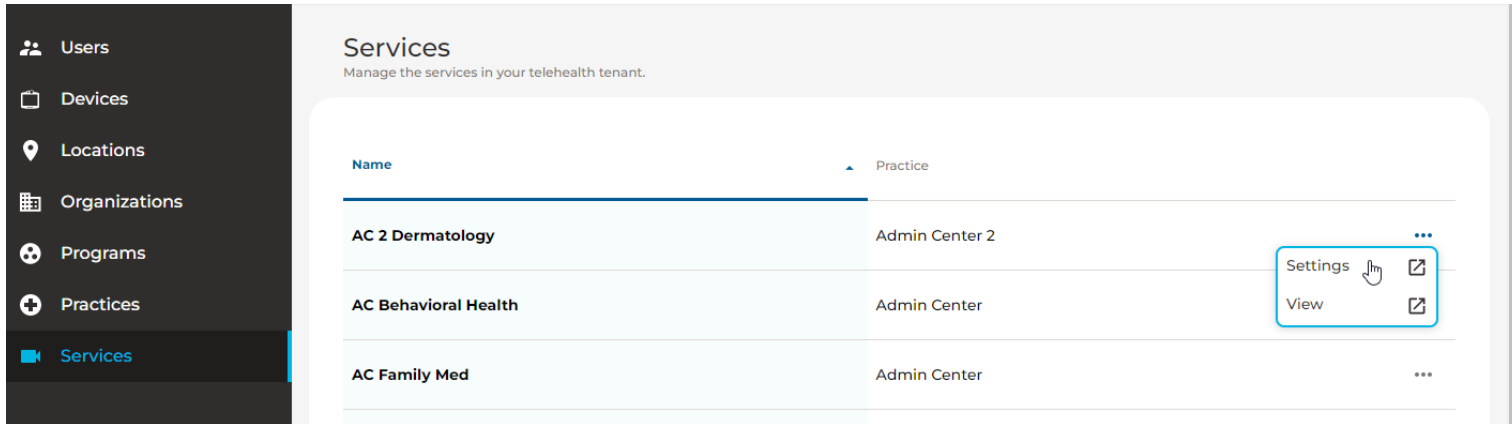 Users
Devices
Locations
Organizations
Programs
Practices
Services
Services
Manage the services in your telehealth tenant.
Name
Practice
AC 2 Dermatology
Admin Center 2
Settings
View
AC Behavioral Health
Admin Center
AC Family Med
Admin Center